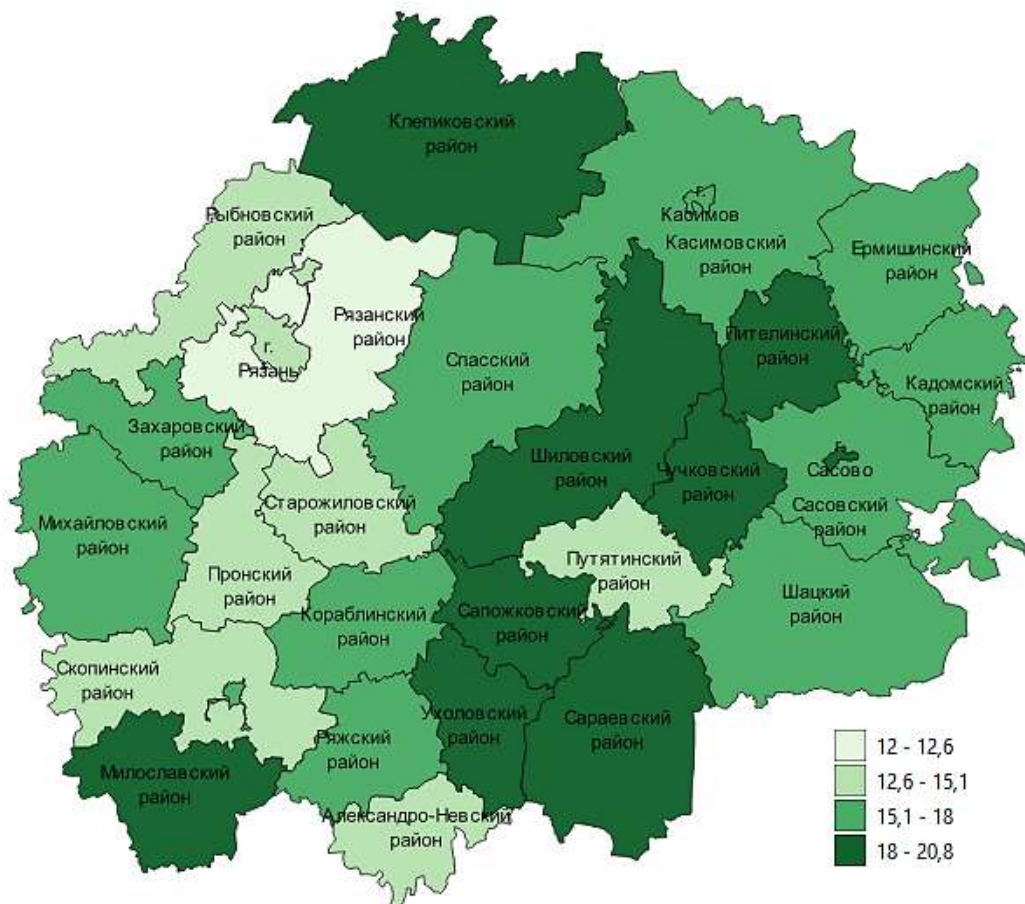 Клепиковский
район
Рыбновский
район
г.
Касимов
Касимовский
район
Ермишинский
район
Рязанский
район
г.
Рязань
Спасский
район
Пителинский
район
Кадомский
район
Захаровский
район
Шиловский
район
Чучковский
район
г.
Сасово
Сасовский
район
Михайловский
район
Старожиловский
район
Пронский
район
Путятинский
район
Шацкий
район
Кораблинский
район
Сапожковский
район
Скопинский
район
Ухоловский
район
Сараевский
район
Ряжский
район
Милославский
район
Александро-Невский
район
12 - 12,6
12,6 - 15,1
15,1 - 18
18 - 20,8